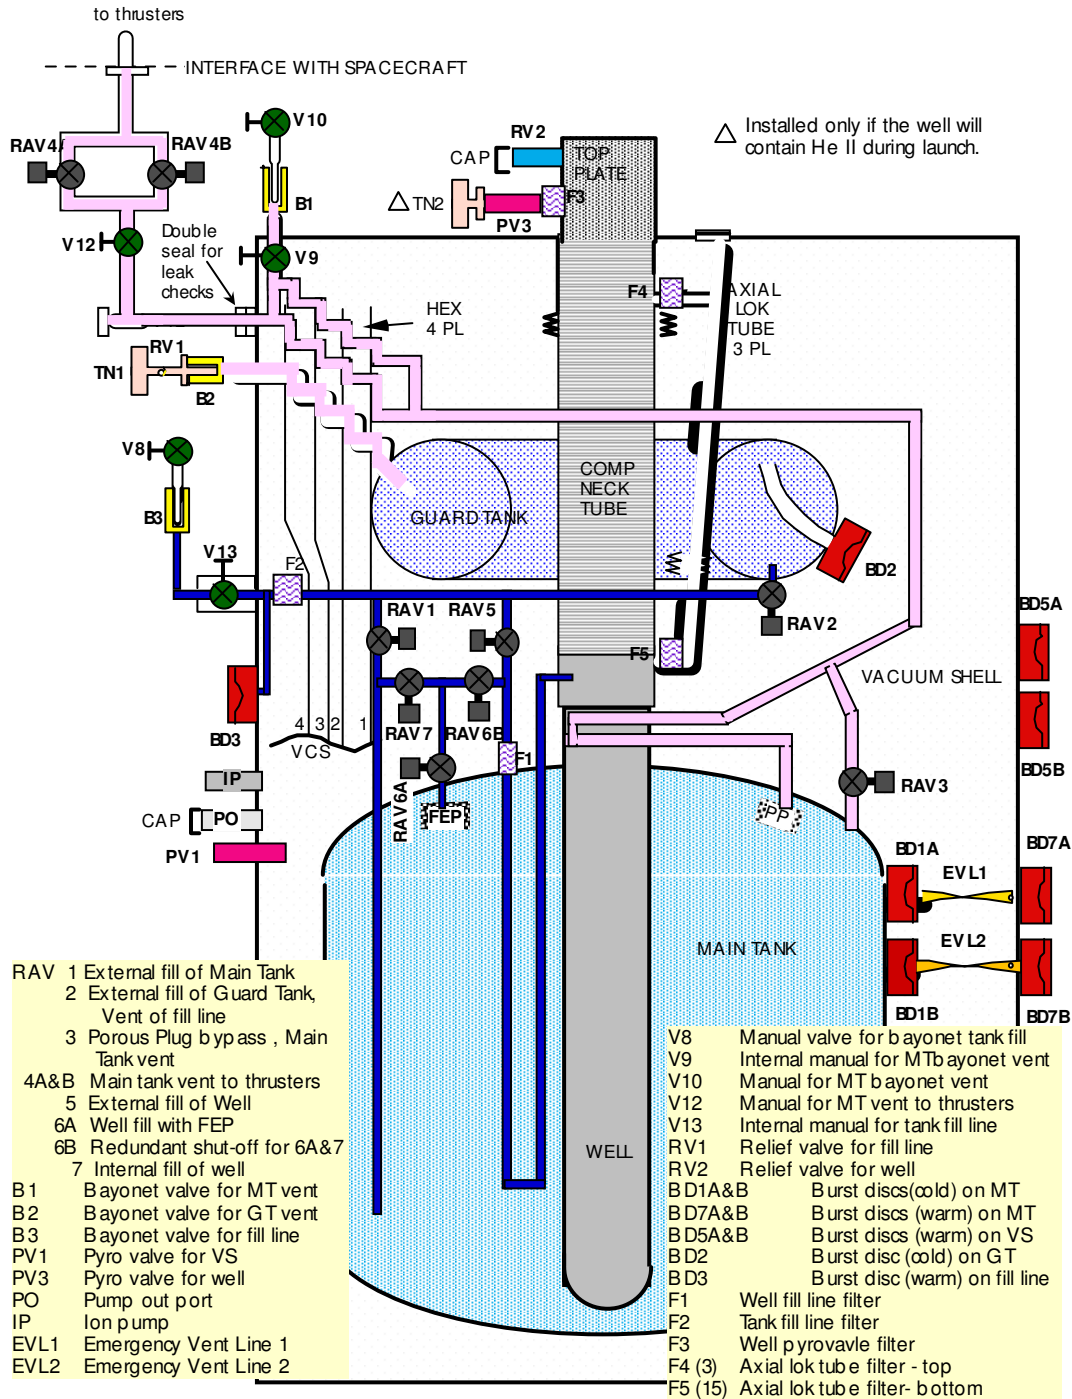 to thrusters
INTERFACE WITH SPACECRAFT
V10
RAV4A
RAV4B
RV2
CAP
TOP
PLATE
Installed only if the well will
contain He II during launch.
TN2
F3
PV3
B1
V12
Double
seal for
leak
checks
V9
F4
AXIAL
LOK
TUBE
3 PL
HEX
4 PL
RV1
TN1
B2
V8
COMP
NECK
TUBE
GUARD TANK
B3
V13
F2
BD2
RAV1
RAV5
RAV2
BD5A
F5
VACUUM SHELL
4 3 2 1
VCS
BD3
RAV7
RAV6B
F1
BD5B
IP
RAV6A
RAV3
CAP
PO
FEP
PP
PV1
BD1A
BD7A
EVL1
EVL2
MAIN TANK
BD1B
BD7B
WELL
RAV 1 External fill of Main Tank
2 External fill of Guard Tank,
Vent of fill line
3 Porous Plug bypass , Main
Tank vent
4A&B Main tank vent to thrusters
5 External fill of Well
6A Well fill with FEP
6B Redundant shut-off for 6A&7
7 Internal fill of well
B1 Bayonet valve for MT vent
B2 Bayonet valve for GT vent
B3 Bayonet valve for fill line
PV1 Pyro valve for VS
PV3 Pyro valve for well
PO Pump out port
IP Ion pump
EVL1 Emergency Vent Line 1
EVL2 Emergency Vent Line 2
V8 Manual valve for bayonet tank fill
V9 Internal manual for MT bayonet vent
V10 Manual for MT bayonet vent
V12 Manual for MT vent to thrusters
V13 Internal manual for tank fill line
RV1 Relief valve for fill line
RV2 Relief valve for well
BD1A&B Burst discs(cold) on MT
BD7A&B Burst discs (warm) on MT
BD5A&B Burst discs (warm) on VS
BD2 Burst disc (cold) on GT
BD3 Burst disc (warm) on fill line
F1 Well fill line filter
F2 Tank fill line filter
F3 Well pyrovavle filter
F4 (3) Axial lok tube filter - top
F5 (15) Axial lok tube filter- bottom